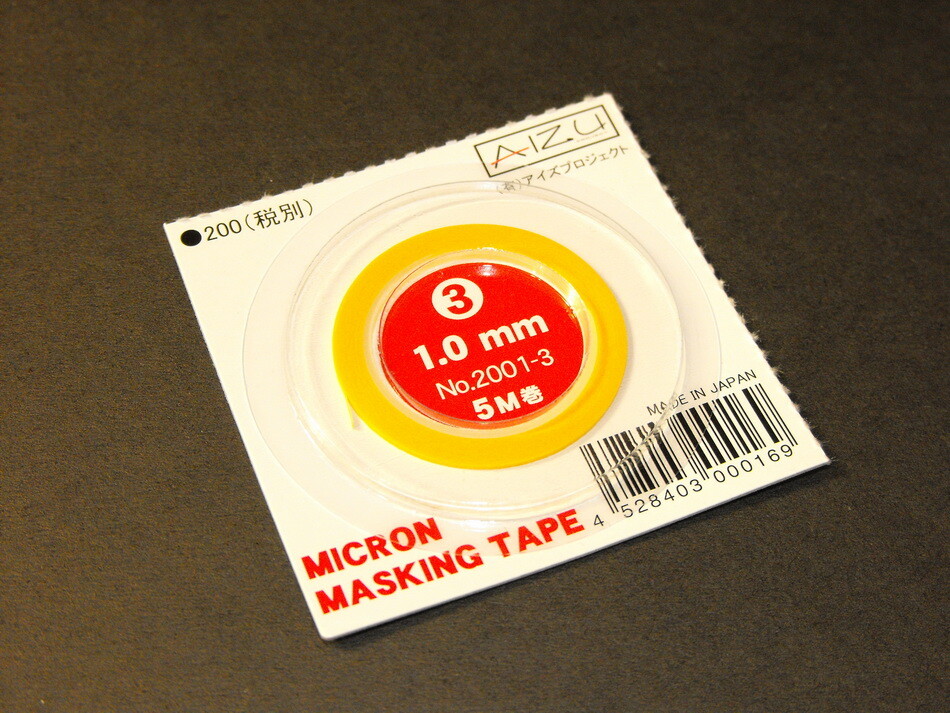 AIZU
(有)アイズプロジェクト
●200(税別)
3
1.0 mm
No.2001-3
5M巻
MADE IN JAPAN
4 528403 000169
MICRON
MASKING TAPE